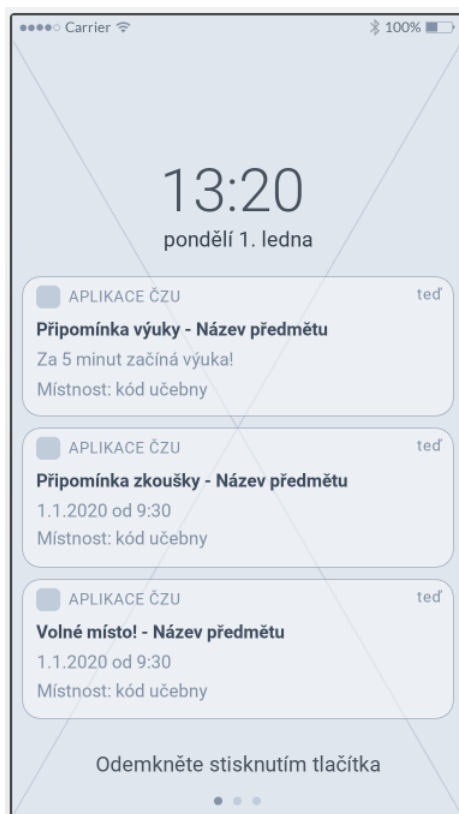 Carrier 100%
13:20
pondělí 1. ledna
APLIKACE ČZU teď
Připomínka výuky - Název předmětu
Za 5 minut začíná výuka!
Místnost: kód učebny
APLIKACE ČZU teď
Připomínka zkoušky - Název předmětu
1.1.2020 od 9:30
Místnost: kód učebny
APLIKACE ČZU teď
Volné místo! - Název předmětu
1.1.2020 od 9:30
Místnost: kód učebny
Odemkněte stisknutím tlačítka